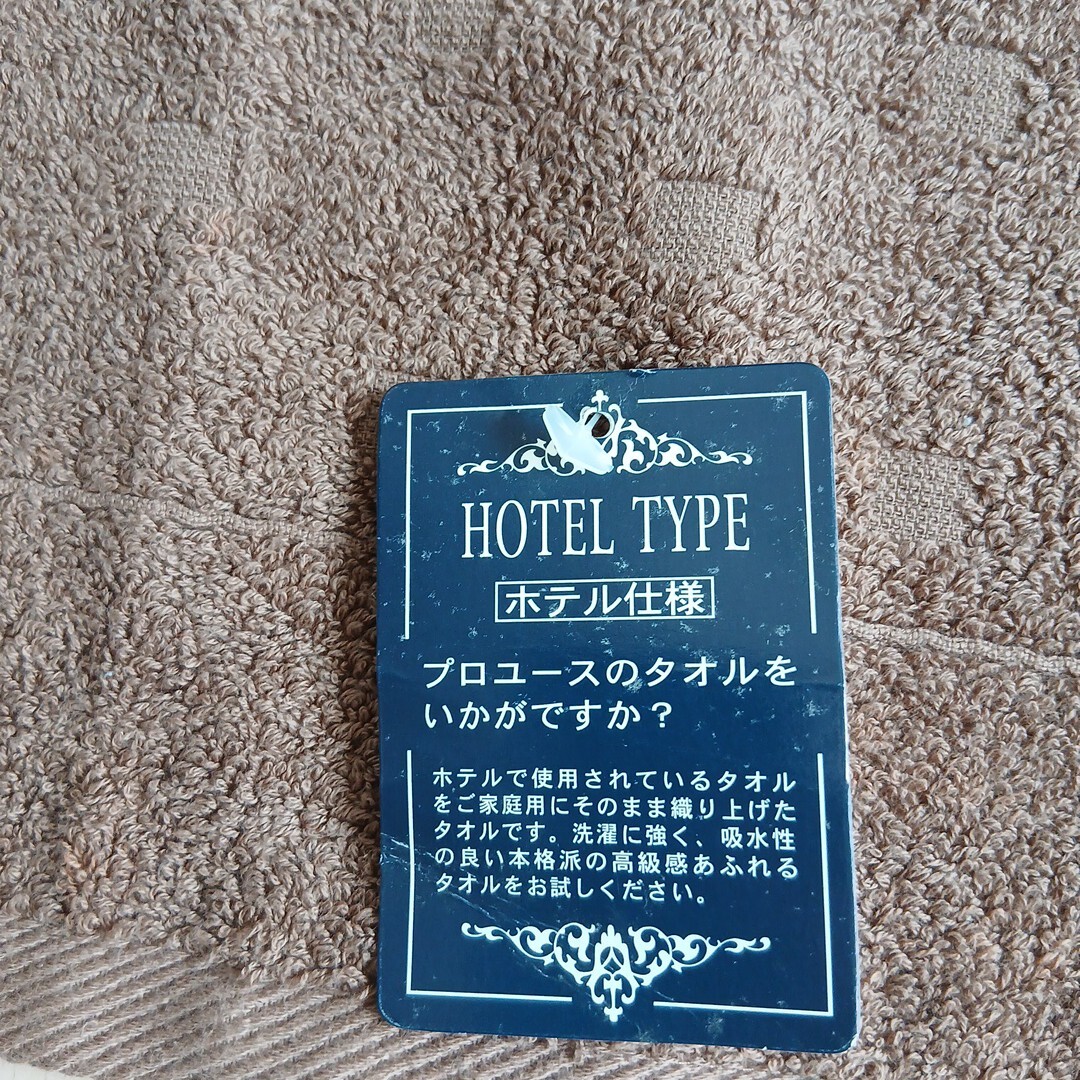 HOTEL TYPE
ホテル仕様
プロユースのタオルを
いかがですか？
ホテルで使用されているタオル
をご家庭用にそのまま織り上げた
タオルです。洗濯に強く、吸水性
の良い本格派の高級感あふれる
タオルをお試しください。